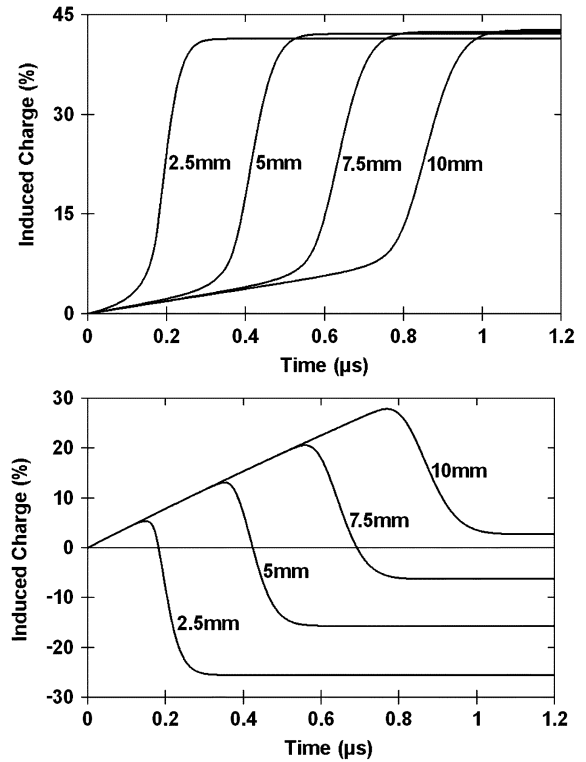 45
30
15
0
Induced Charge (%)
2.5mm
5mm
7.5mm
10mm
0 0.2 0.4 0.6 0.8 1 1.2
Time (µs)
30
20
10
0
-10
-20
-30
Induced Charge (%)
10mm
7.5mm
5mm
2.5mm
0 0.2 0.4 0.6 0.8 1 1.2
Time (µs)